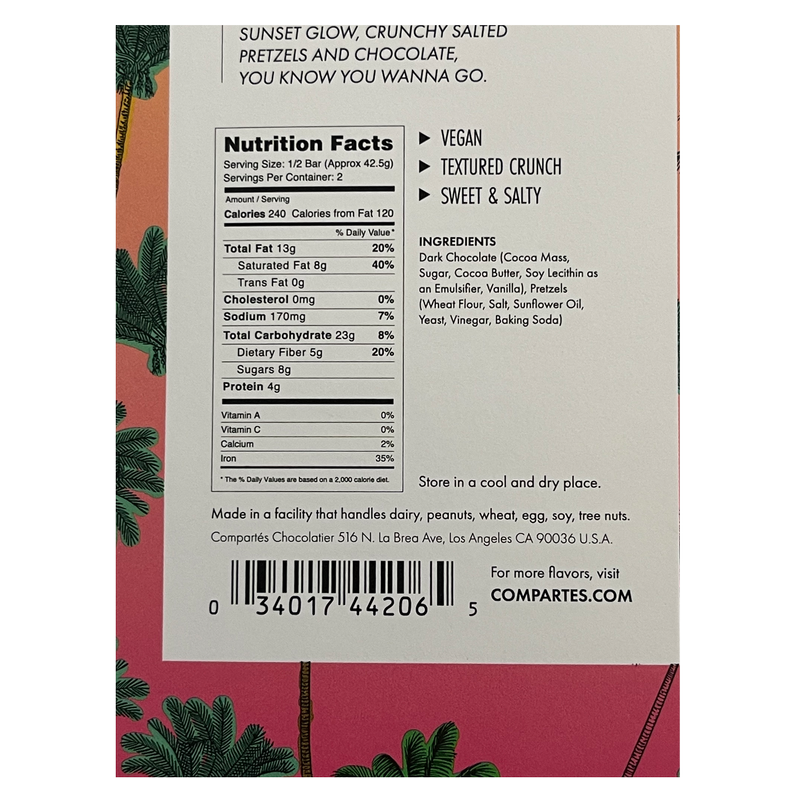 SUNSET GLOW, CRUNCHY SALTED
PRETZELS AND CHOCOLATE,
YOU KNOW YOU WANNA GO.
Nutrition Facts
Serving Size: 1/2 Bar (Approx 42.5g)
Servings Per Container: 2
Amount / Serving
Calories 240 Calories from Fat 120
% Daily Value*
Total Fat 13g 20%
Saturated Fat 8g 40%
Trans Fat 0g
Cholesterol 0mg 0%
Sodium 170mg 7%
Total Carbohydrate 23g 8%
Dietary Fiber 5g 20%
Sugars 8g
Protein 4g
Vitamin A 0%
Vitamin C 0%
Calcium 2%
Iron 35%
* The % Daily Values are based on a 2,000 calorie diet.
VEGAN
TEXTURED CRUNCH
SWEET & SALTY
INGREDIENTS
Dark Chocolate (Cocoa Mass,
Sugar, Cocoa Butter, Soy Lecithin as
an Emulsifier, Vanilla), Pretzels
(Wheat Flour, Salt, Sunflower Oil,
Yeast, Vinegar, Baking Soda)
Store in a cool and dry place.
Made in a facility that handles dairy, peanuts, wheat, egg, soy, tree nuts.
Compartés Chocolatier 516 N. La Brea Ave, Los Angeles CA 90036 U.S.A.
0 34017 44206 5
For more flavors, visit
COMPARTES.COM